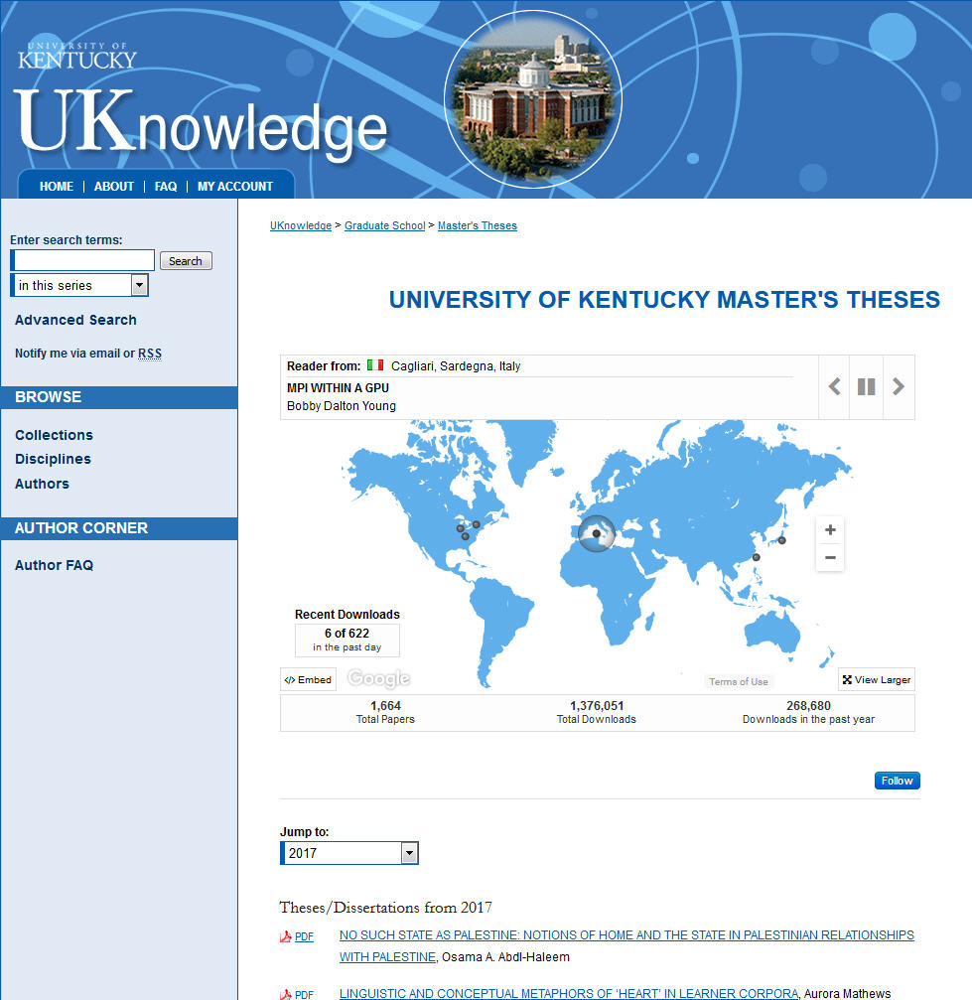 UNIVERSITY OF
KENTUCKY
UKnowledge
HOME | ABOUT | FAQ | MY ACCOUNT
Enter search terms:
Search
in this series
Advanced Search
Notify me via email or RSS
BROWSE
Collections
Disciplines
Authors
AUTHOR CORNER
Author FAQ
UKnowledge > Graduate School > Master's Theses
UNIVERSITY OF KENTUCKY MASTER'S THESES
Reader from: Cagliari, Sardegna, Italy
MPI WITHIN A GPU
Bobby Dalton Young
+
−
Recent Downloads
6 of 622
in the past day
</> Embed
Google
Terms of Use
View Larger
1,664 1,376,051 268,680
Total Papers Total Downloads Downloads in the past year
Follow
Jump to:
2017
Theses/Dissertations from 2017
PDF NO SUCH STATE AS PALESTINE: NOTIONS OF HOME AND THE STATE IN PALESTINIAN RELATIONSHIPS
WITH PALESTINE, Osama A. Abdl-Haleem
PDF LINGUISTIC AND CONCEPTUAL METAPHORS OF ‘HEART’ IN LEARNER CORPORA, Aurora Mathews